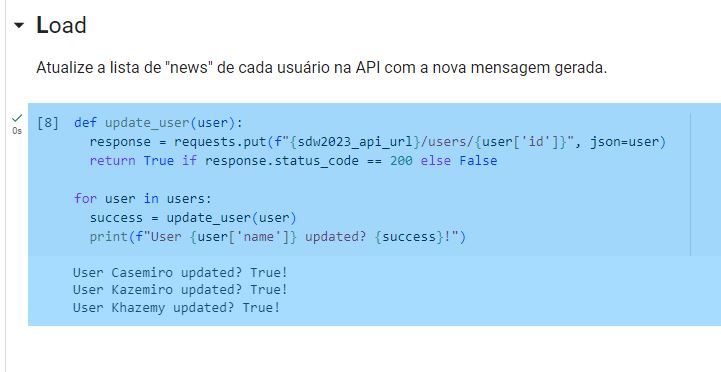 Load
Atualize a lista de "news" de cada usuário na API com a nova mensagem gerada.
0s
[8] def update_user(user):
  response = requests.put(f"{sdw2023_api_url}/users/{user['id']}", json=user)
  return True if response.status_code == 200 else False
for user in users:
  success = update_user(user)
  print(f"User {user['name']} updated? {success}!")
User Casemiro updated? True!
User Kazemiro updated? True!
User Khazemy updated? True!